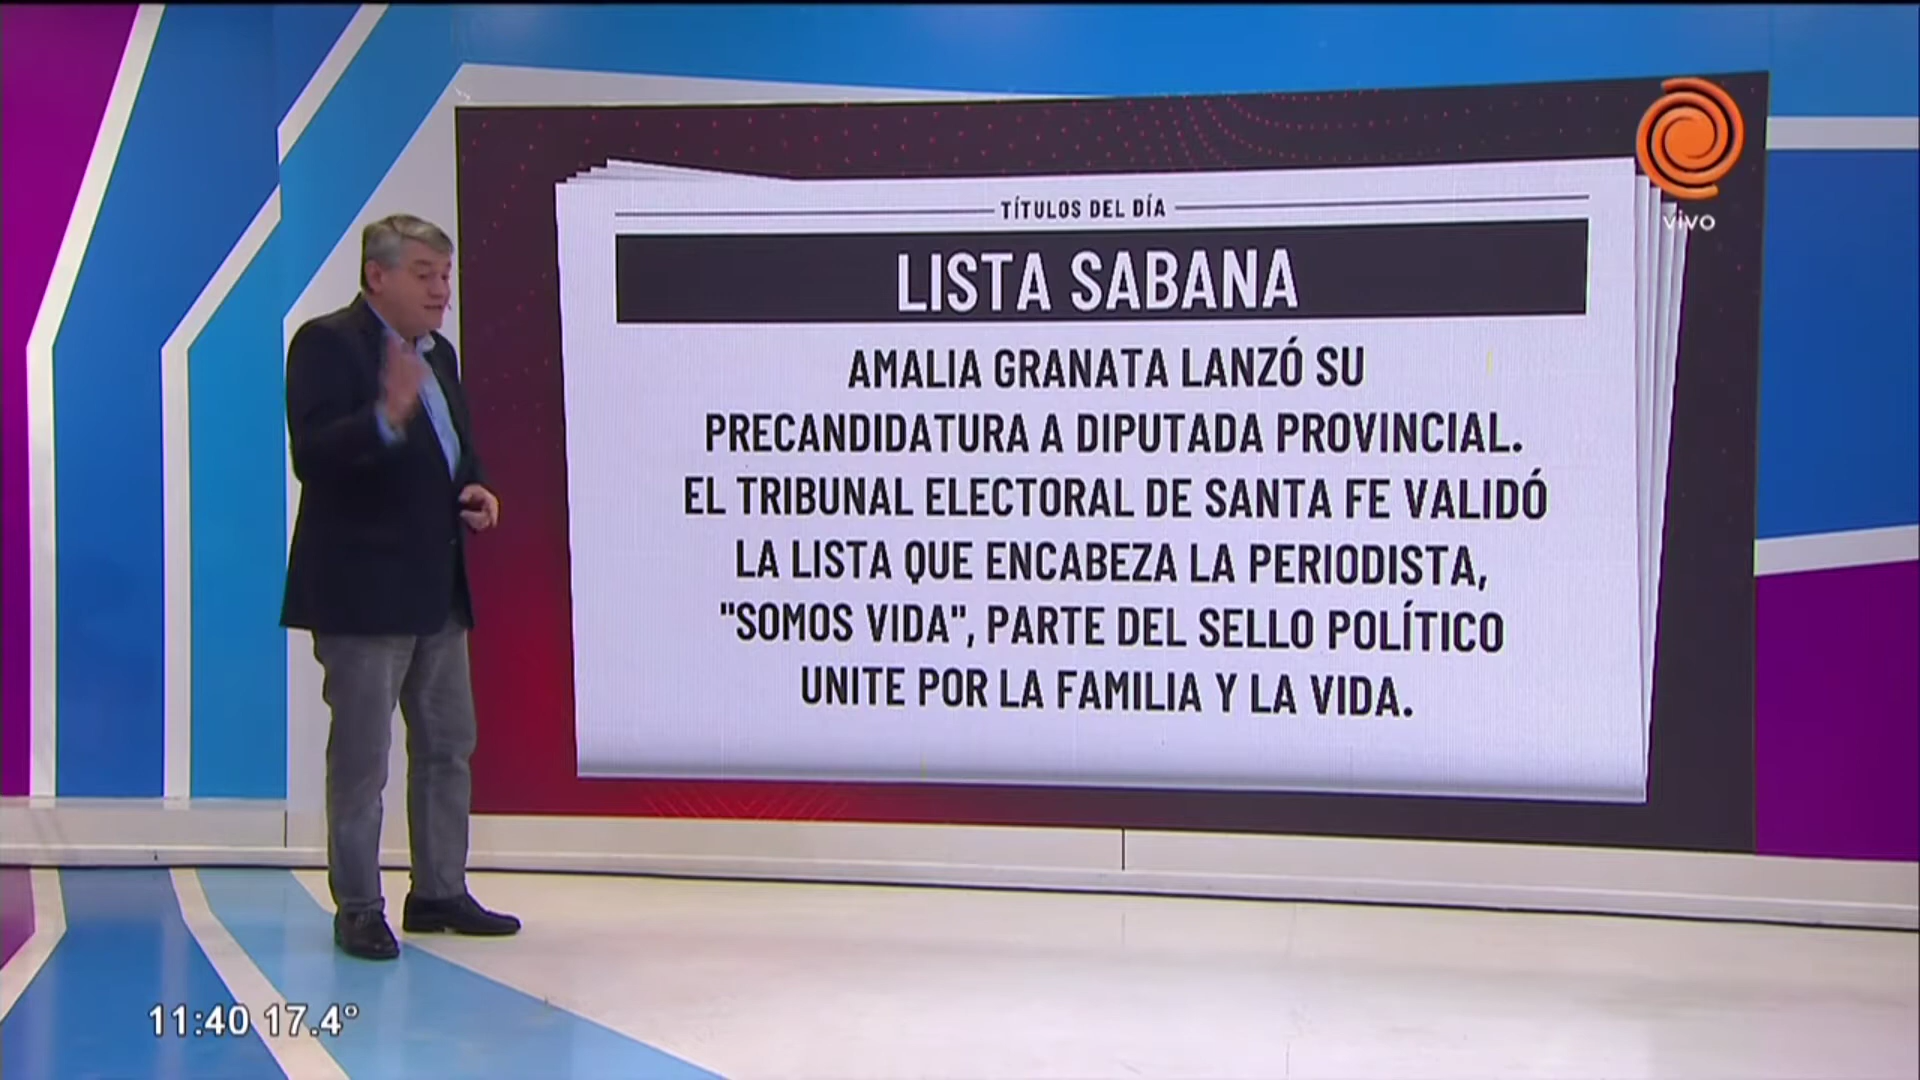 TÍTULOS DEL DÍA
LISTA SABANA
AMALIA GRANATA LANZÓ SU
PRECANDIDATURA A DIPUTADA PROVINCIAL.
EL TRIBUNAL ELECTORAL DE SANTA FE VALIDÓ
LA LISTA QUE ENCABEZA LA PERIODISTA,
"SOMOS VIDA", PARTE DEL SELLO POLÍTICO
UNITE POR LA FAMILIA Y LA VIDA.
vivo
11:40 17.4°